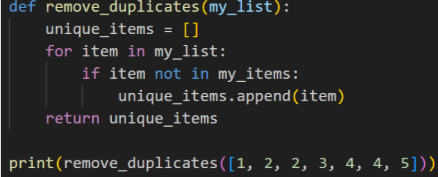 def remove_duplicates(my_list):
    unique_items = []
    for item in my_list:
        if item not in my_items:
            unique_items.append(item)
    return unique_items

print(remove_duplicates([1, 2, 2, 3, 4, 4, 5]))